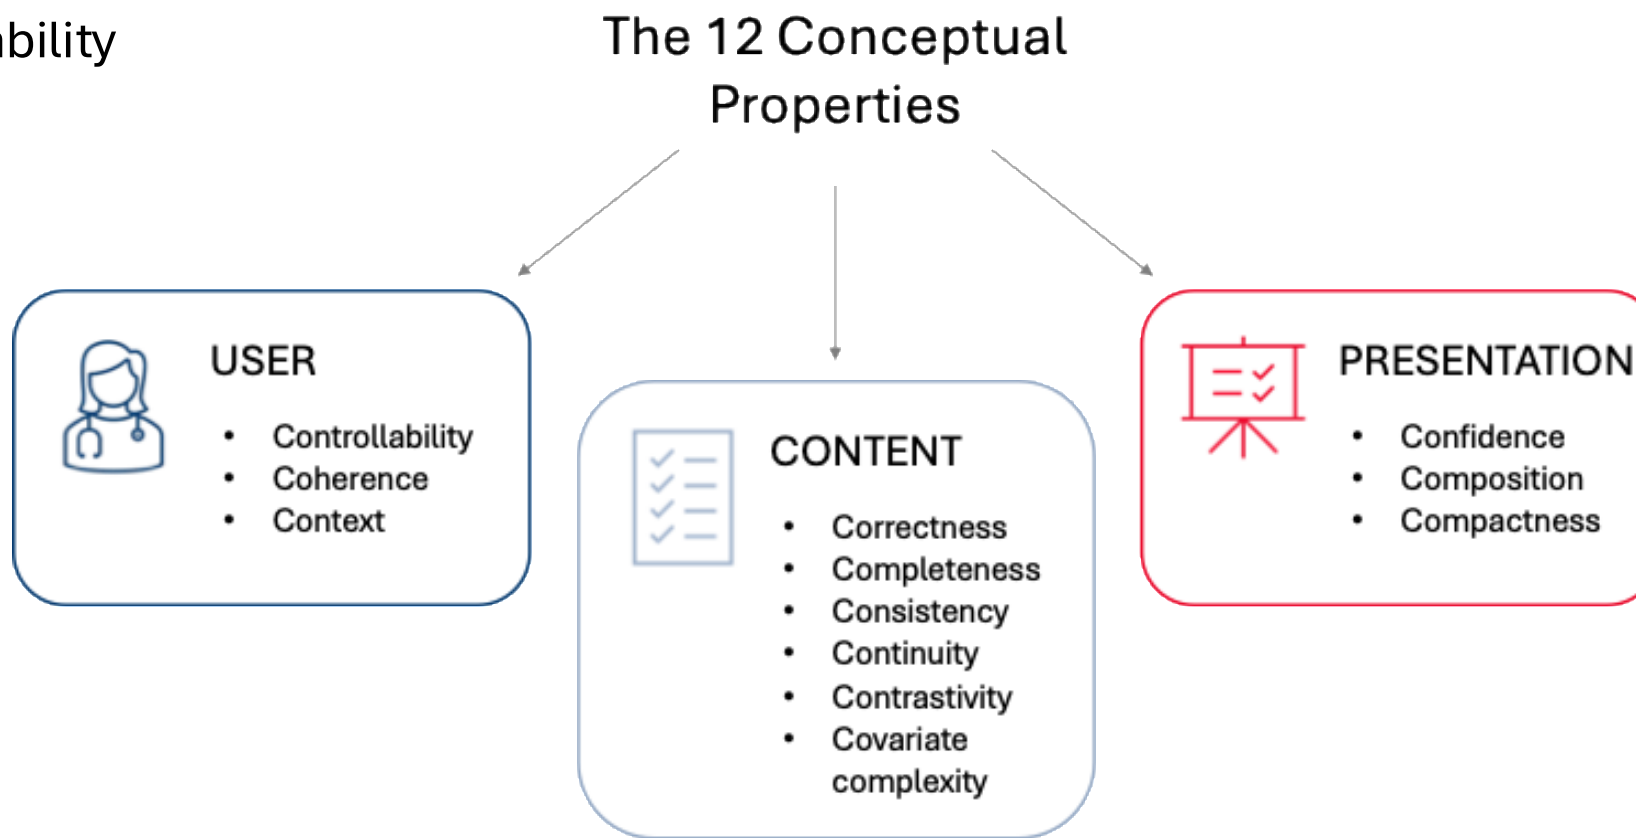 ability
The 12 Conceptual
Properties
USER
• Controllability
• Coherence
• Context
CONTENT
• Correctness
• Completeness
• Consistency
• Continuity
• Contrastivity
• Covariate
complexity
PRESENTATION
• Confidence
• Composition
• Compactness